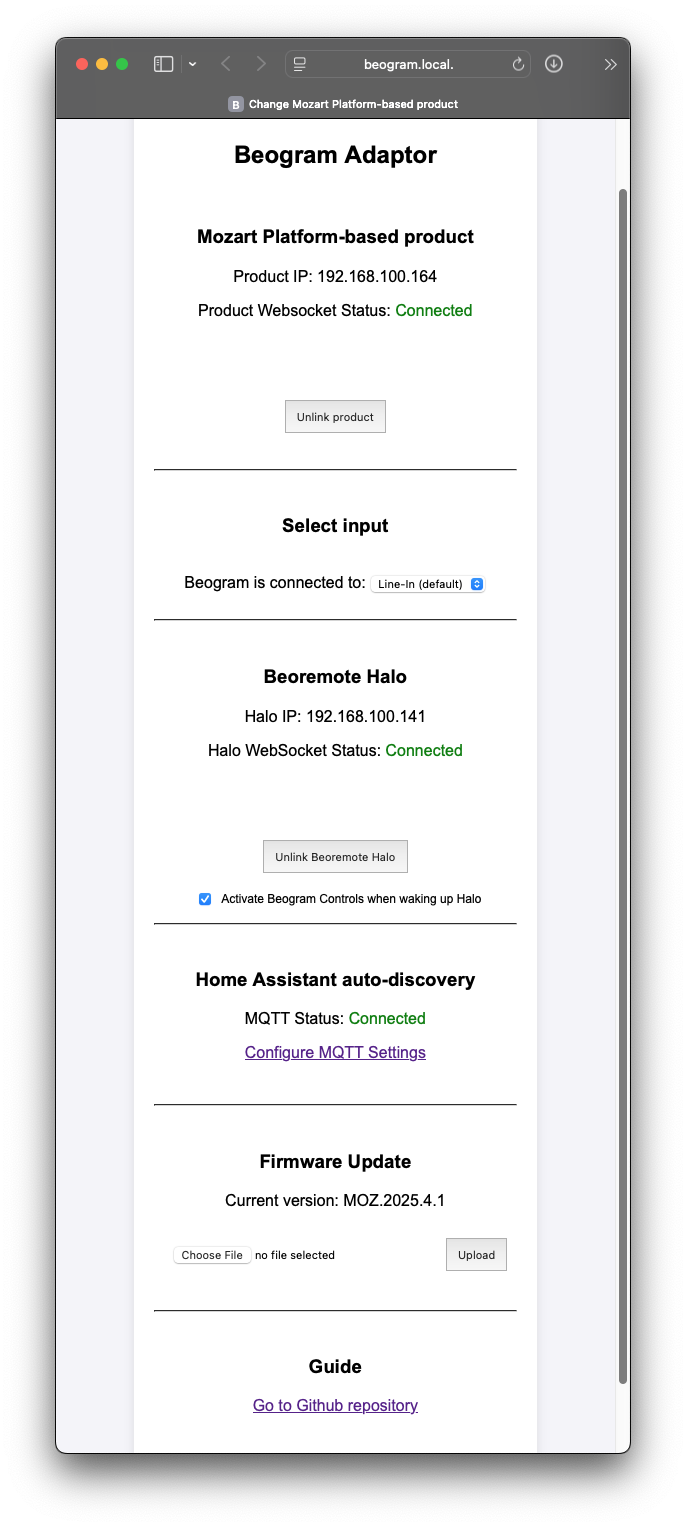 beogram.local.
B Change Mozart Platform-based product
Beogram Adaptor
Mozart Platform-based product
Product IP: 192.168.100.164
Product Websocket Status: Connected
Unlink product
Select input
Beogram is connected to: Line-In (default)
Beoremote Halo
Halo IP: 192.168.100.141
Halo WebSocket Status: Connected
Unlink Beoremote Halo
Activate Beogram Controls when waking up Halo
Home Assistant auto-discovery
MQTT Status: Connected
Configure MQTT Settings
Firmware Update
Current version: MOZ.2025.4.1
Choose File no file selected Upload
Guide
Go to Github repository